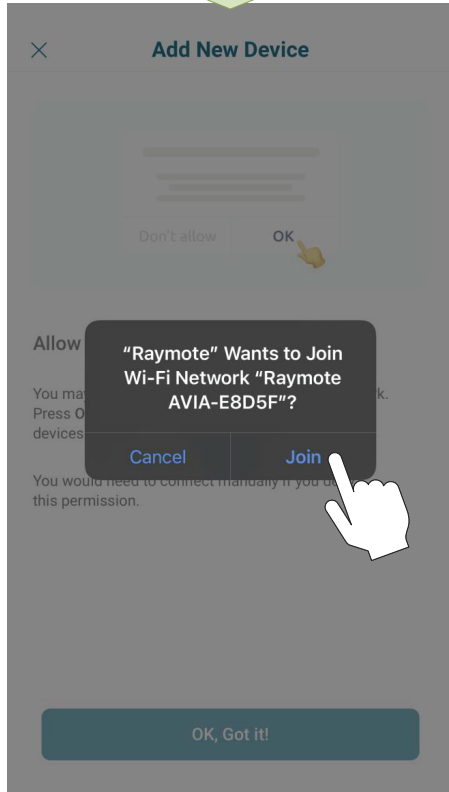 Add New Device
Don't allow
OK
Allow
"Raymote" Wants to Join
Wi-Fi Network "Raymote
AVIA-E8D5F"?
You may k.
Press O
devices
Cancel
Join
You would need to connect manually if you
this permission.
OK, Got it!